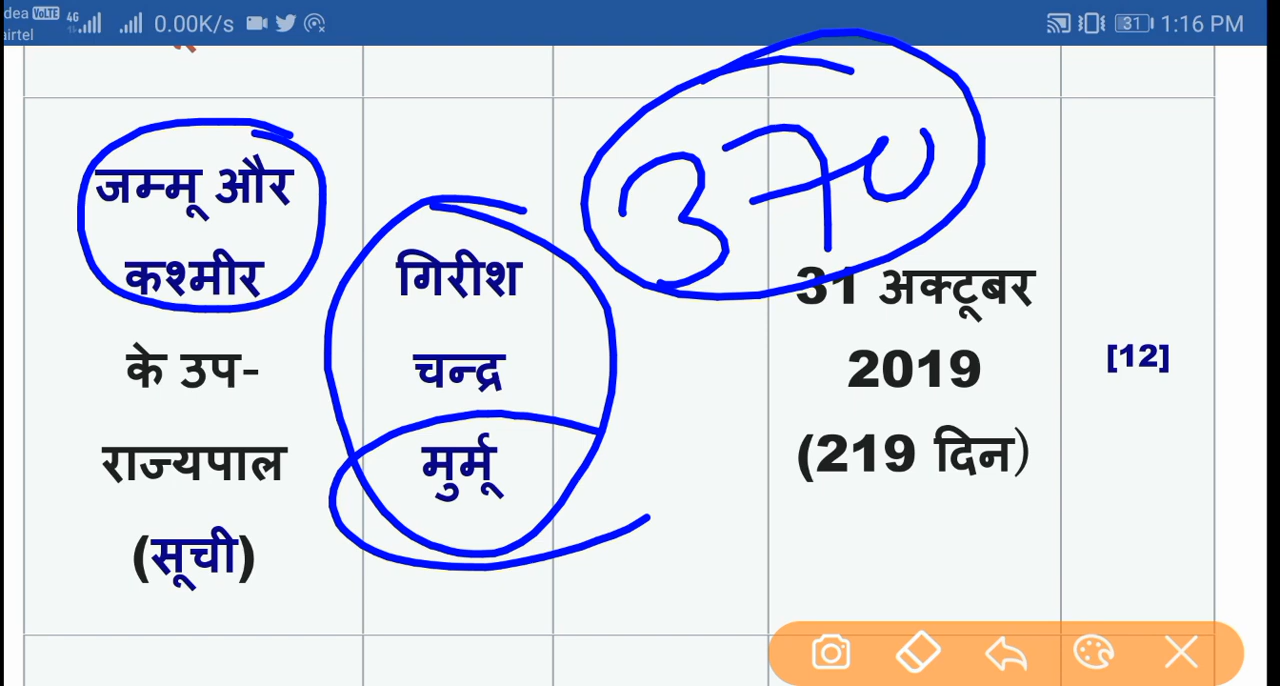 dea VoLTE 4G 0.00K/s 31 1:16 PM
airtel
370
जम्मू और
कश्मीर
के उप-
राज्यपाल
(सूची)
गिरीश
चन्द्र
मुर्मू
31 अक्टूबर
2019
(219 दिन)
[12]